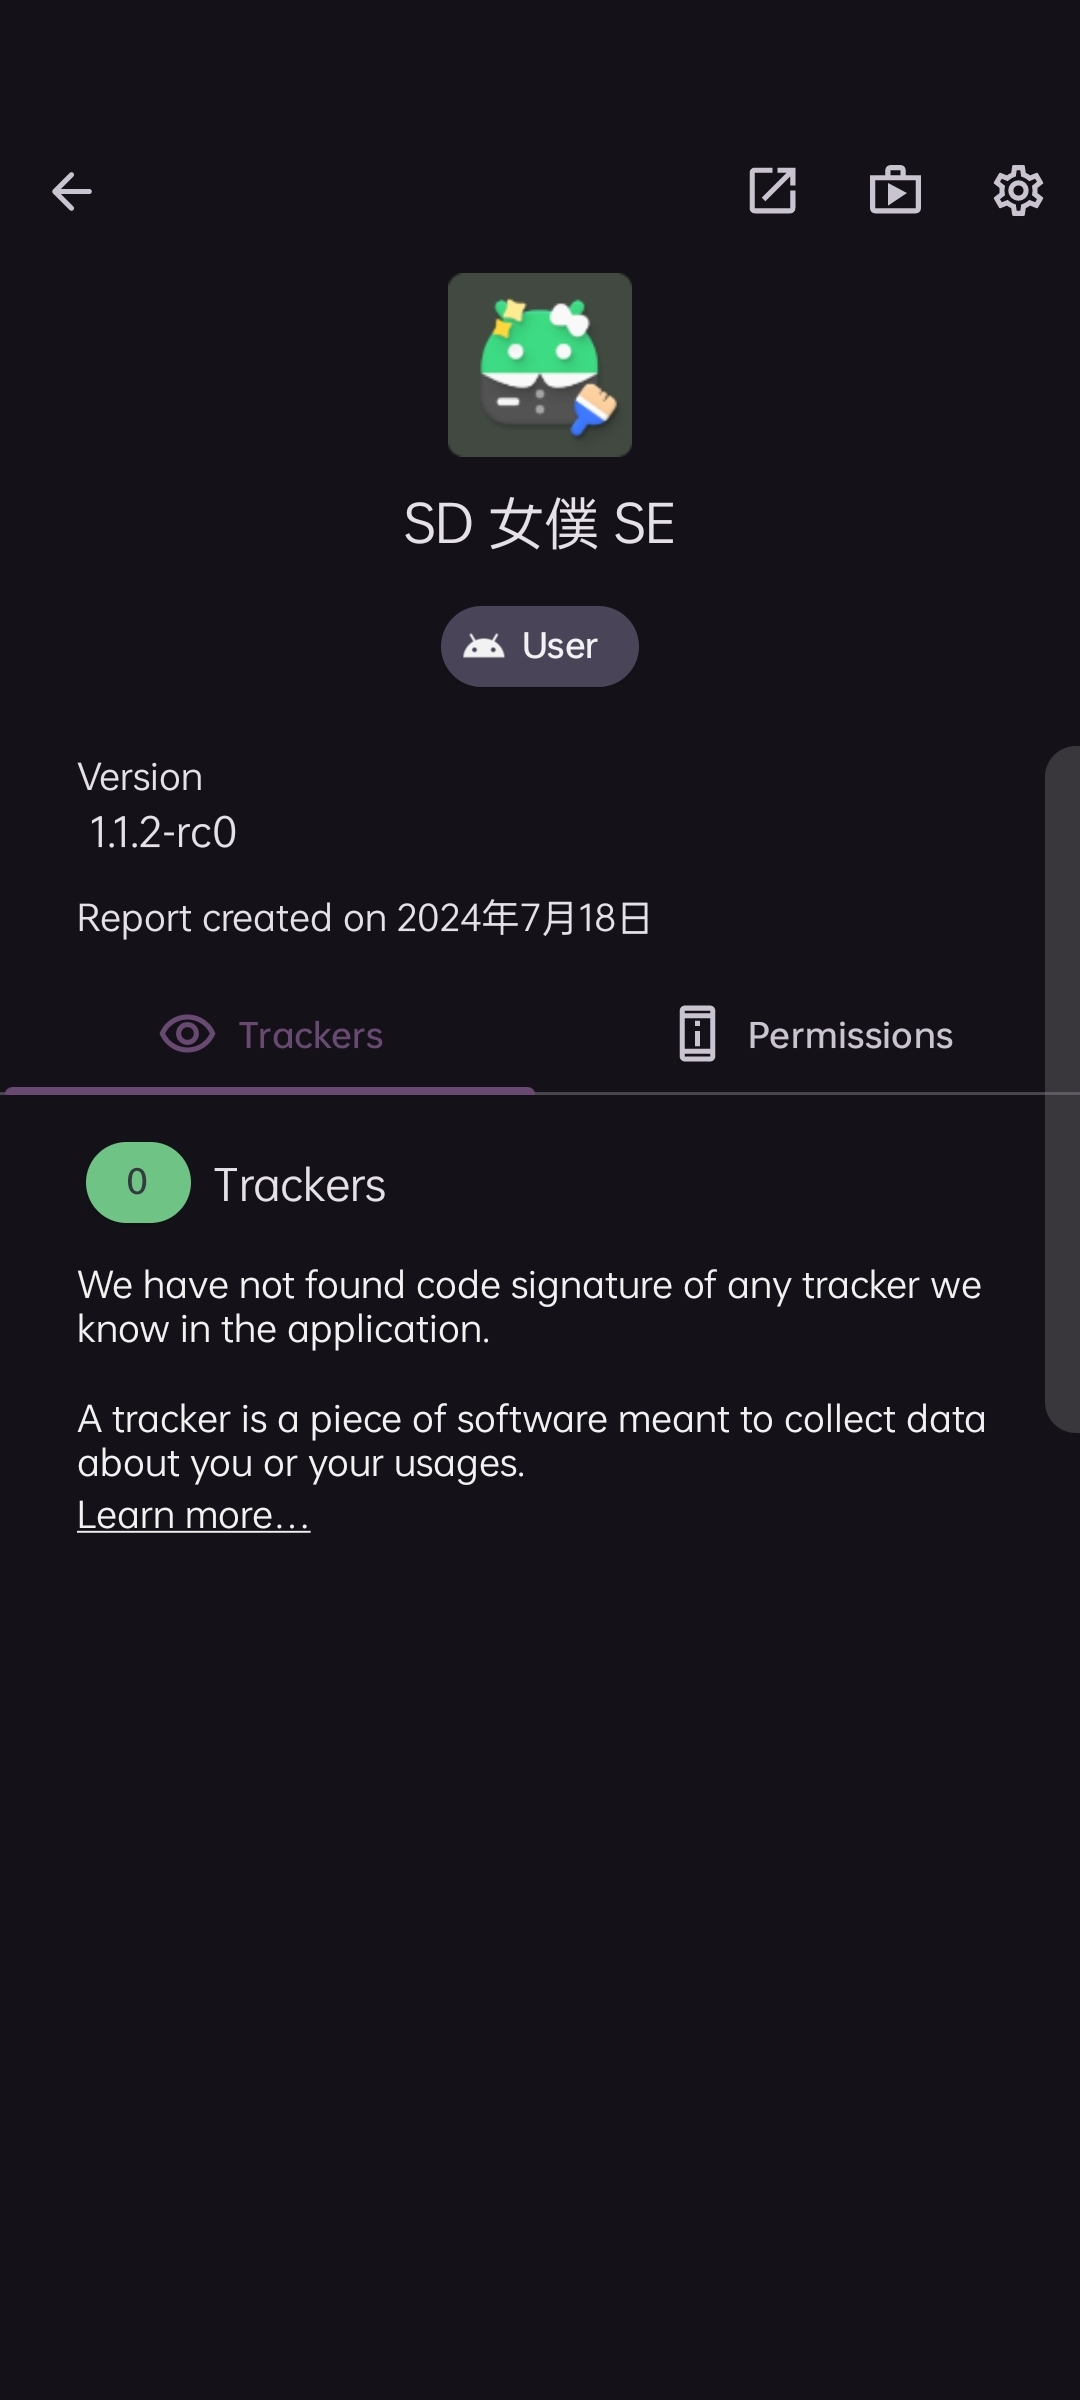 SD 女僕 SE
User
Version
1.1.2-rc0
Report created on 2024年7月18日
Trackers
Permissions
0 Trackers
We have not found code signature of any tracker we
know in the application.
A tracker is a piece of software meant to collect data
about you or your usages.
Learn more…